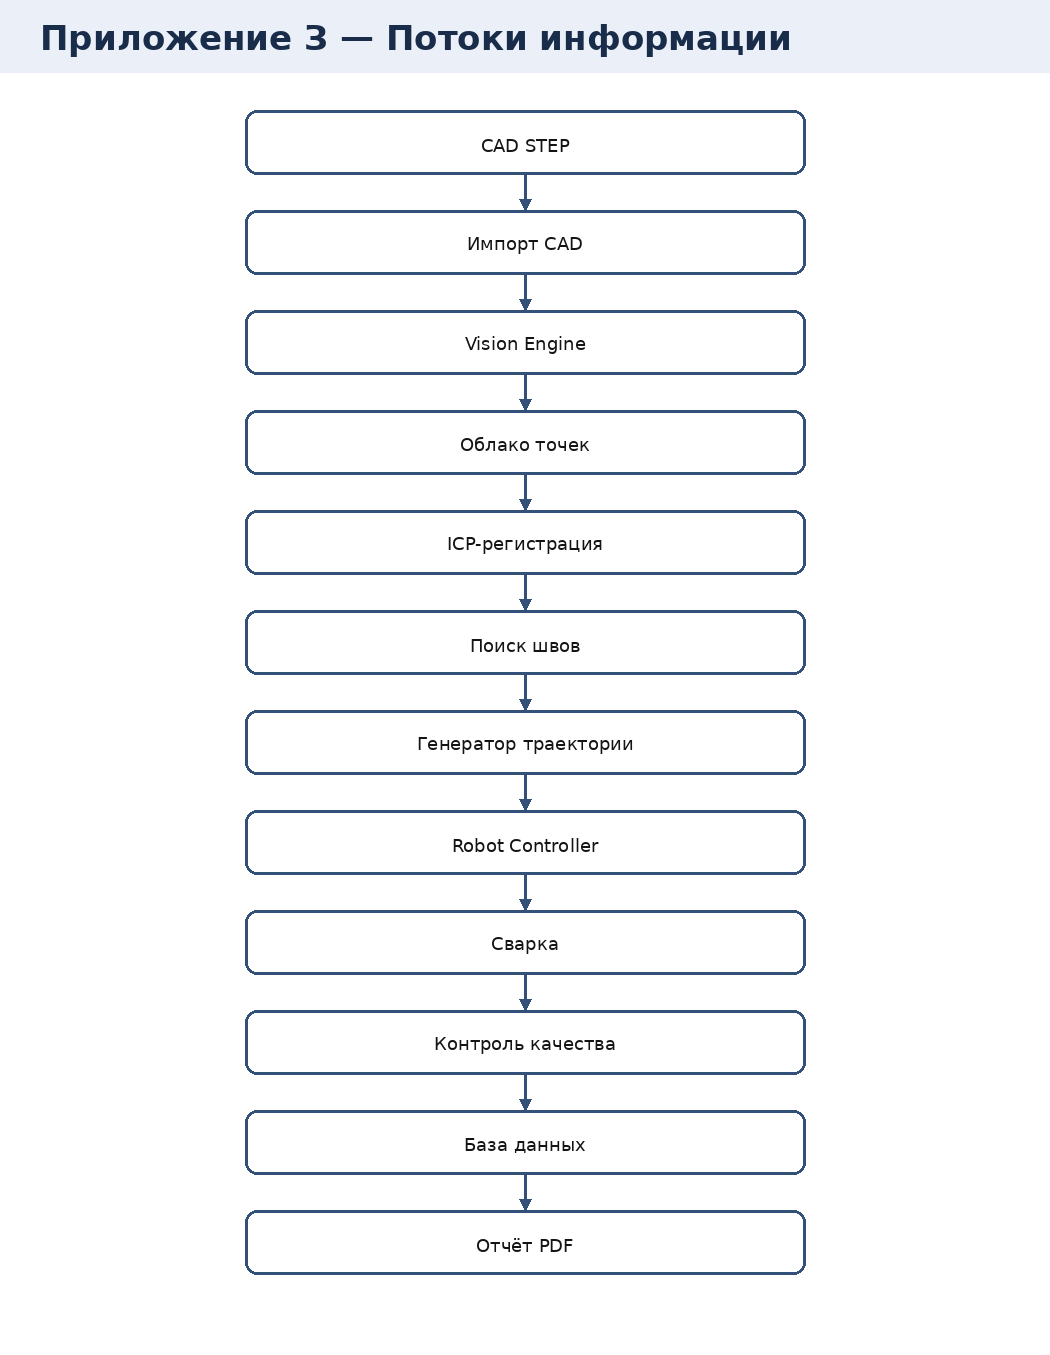 Приложение 3 — Потоки информации
CAD STEP
Импорт CAD
Vision Engine
Облако точек
ICP-регистрация
Поиск швов
Генератор траектории
Robot Controller
Сварка
Контроль качества
База данных
Отчёт PDF